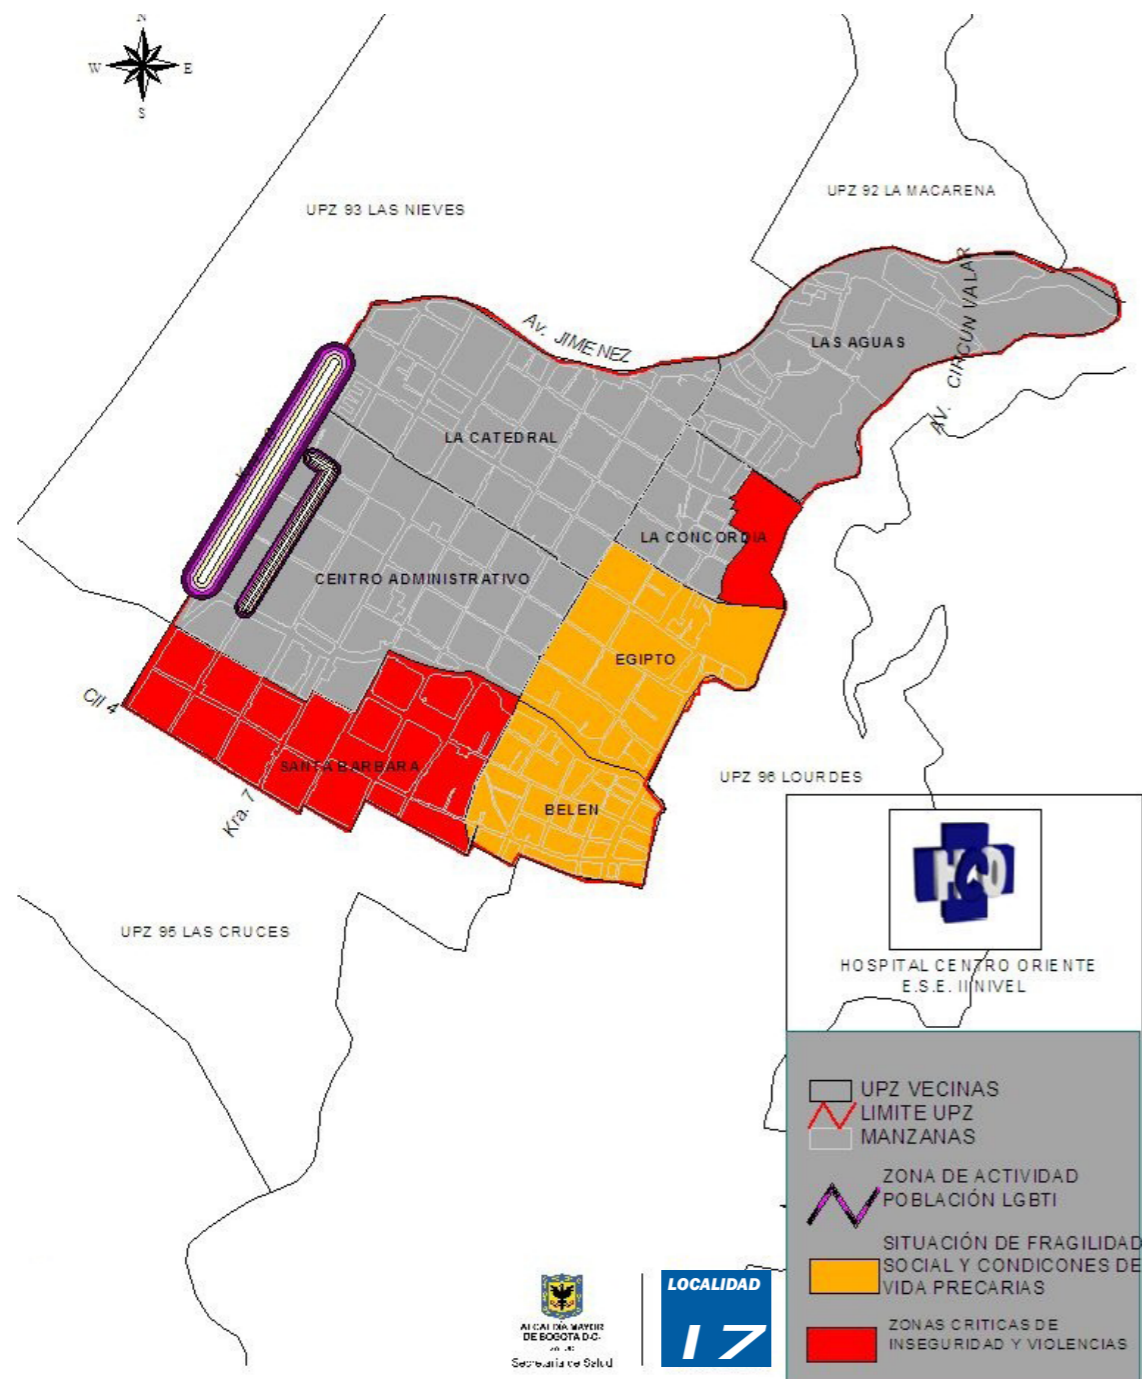 N
W
E
S
UPZ 93 LAS NIEVES
UPZ 92 LA MACARENA
Av. JIMENEZ
LAS AGUAS
AV. CIRCUNVALAR
LA CATEDRAL
K
LA CONCORDIA
CENTRO ADMINISTRATIVO
EGIPTO
Cll 4
SANTA BARBARA
UPZ 96 LOURDES
BELEN
Kra. 7
HCO
UPZ 95 LAS CRUCES
HOSPITAL CENTRO ORIENTE
E.S.E. II NIVEL
UPZ VECINAS
LIMITE UPZ
MANZANAS
ZONA DE ACTIVIDAD
POBLACIÓN LGBTI
SITUACIÓN DE FRAGILIDAD
SOCIAL Y CONDICONES DE
VIDA PRECARIAS
ZONAS CRITICAS DE
INSEGURIDAD Y VIOLENCIAS
ALCALDÍA MAYOR
DE BOGOTA D.C.
Secretaría de Salud
LOCALIDAD
17